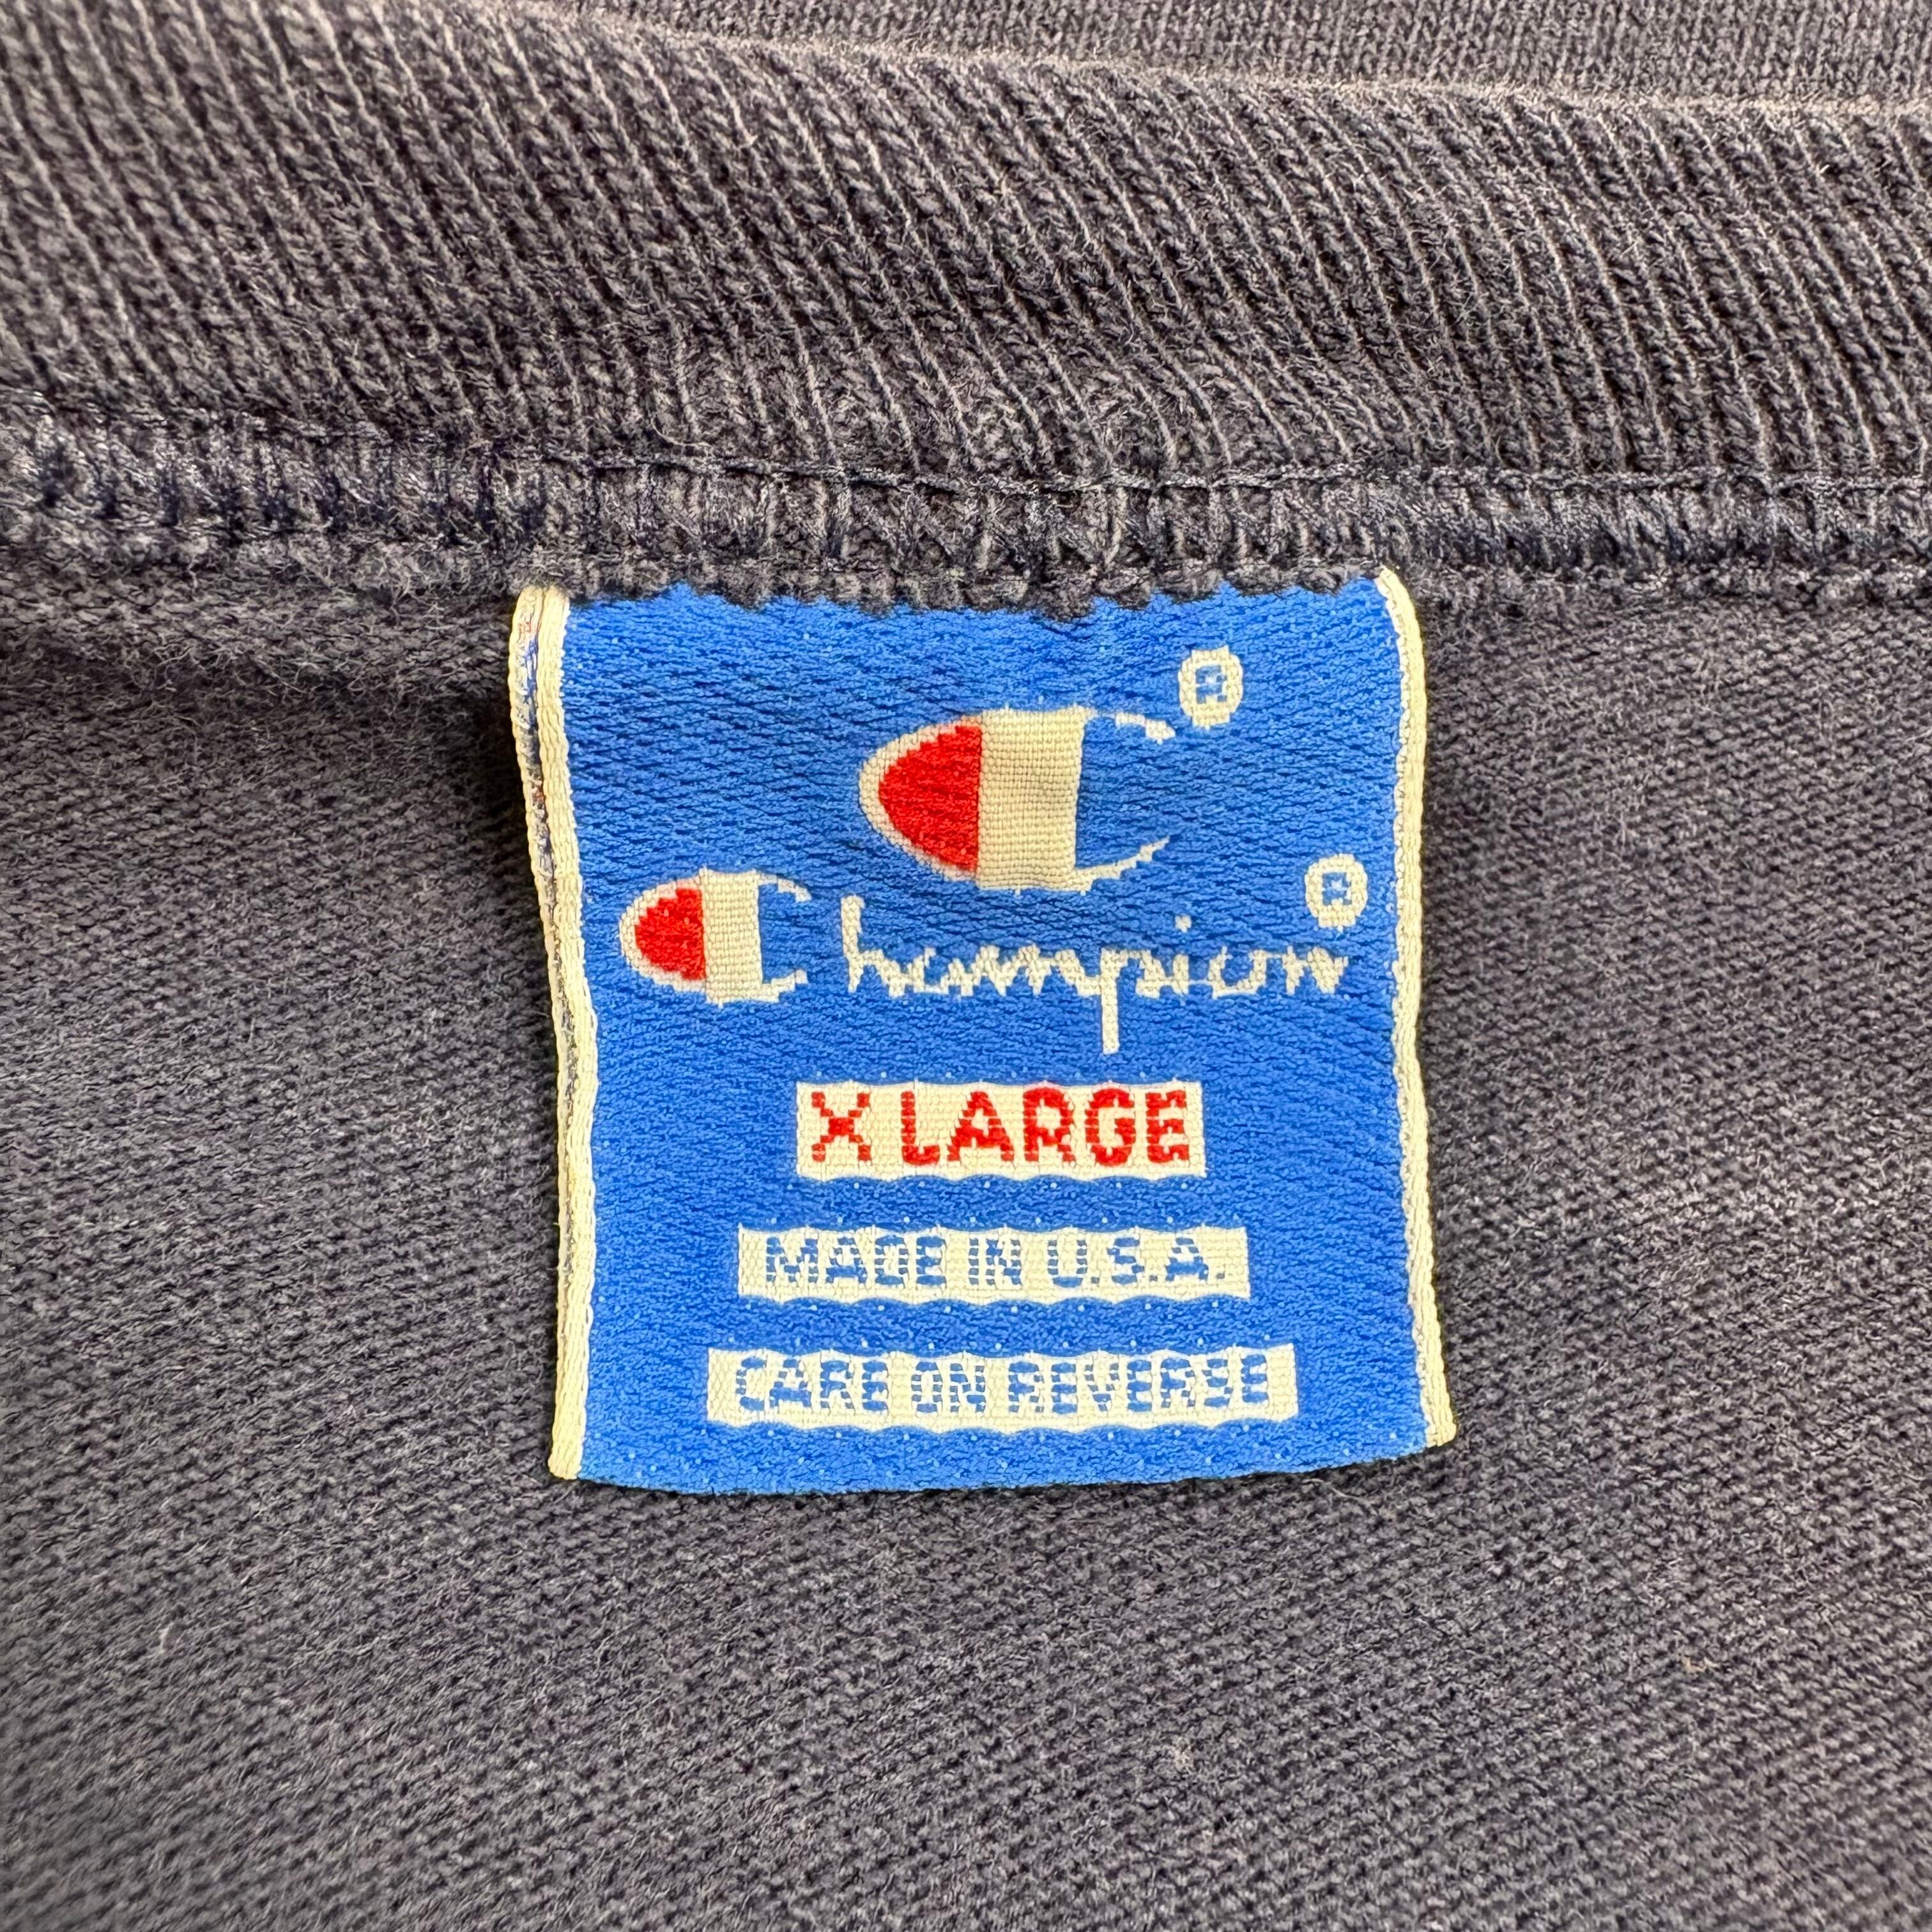 C®
Champion®
X LARGE
MADE IN U.S.A.
CARE ON REVERSE